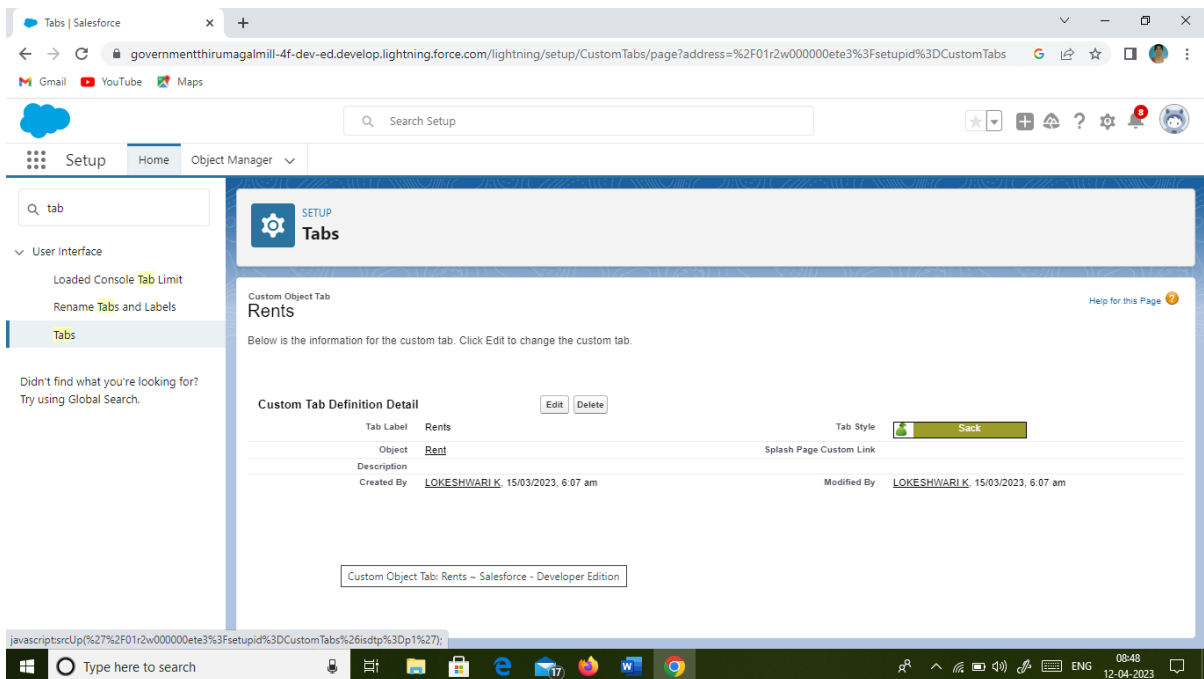 Tabs | Salesforce
governmentthirumagalmill-4f-dev-ed.develop.lightning.force.com/lightning/setup/CustomTabs/page?address=%2F01r2w000000ete3%3Fsetupid%3DCustomTabs
Gmail YouTube Maps
Search Setup
8
Setup Home Object Manager
tab
SETUP
Tabs
User Interface
Loaded Console Tab Limit
Rename Tabs and Labels
Tabs
Didn't find what you're looking for?
Try using Global Search.
Custom Object Tab
Rents
Help for this Page
Below is the information for the custom tab. Click Edit to change the custom tab.
Custom Tab Definition Detail Edit Delete
Tab Label Rents Tab Style Sack
Object Rent Splash Page Custom Link
Description
Created By LOKESHWARI K, 15/03/2023, 6:07 am Modified By LOKESHWARI K, 15/03/2023, 6:07 am
Custom Object Tab: Rents ~ Salesforce - Developer Edition
javascript:srcUp(%27%2F01r2w000000ete3%3Fsetupid%3DCustomTabs%26isdtp%3Dp1%27);
Type here to search
17
ENG
08:48
12-04-2023